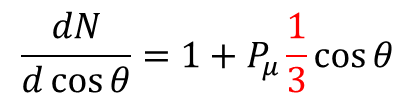 dN/(d cos θ) = 1 + P_μ 1/3 cos θ